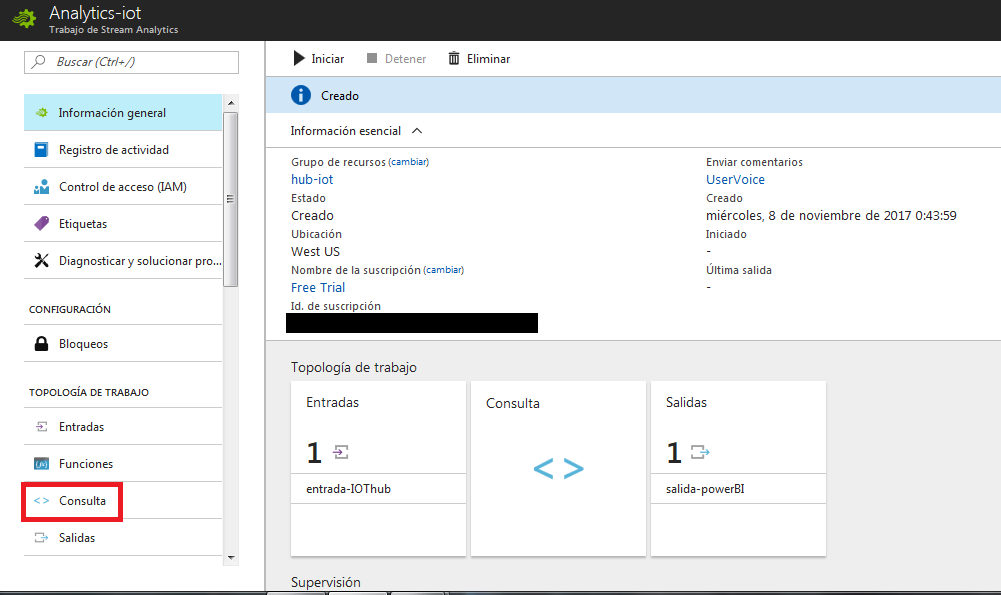 Analytics-iot
Trabajo de Stream Analytics
Buscar (Ctrl+/)
Información general
Registro de actividad
Control de acceso (IAM)
Etiquetas
Diagnosticar y solucionar pro...
CONFIGURACIÓN
Bloqueos
TOPOLOGÍA DE TRABAJO
Entradas
Funciones
Consulta
Salidas
Iniciar
Detener
Eliminar
Creado
Información esencial
Grupo de recursos (cambiar)
hub-iot
Estado
Creado
Ubicación
West US
Nombre de la suscripción (cambiar)
Free Trial
Id. de suscripción
Enviar comentarios
UserVoice
Creado
miércoles, 8 de noviembre de 2017 0:43:59
Iniciado
-
Última salida
-
Topología de trabajo
Entradas
1
entrada-IOThub
Consulta
< >
Salidas
1
salida-powerBI
Supervisión